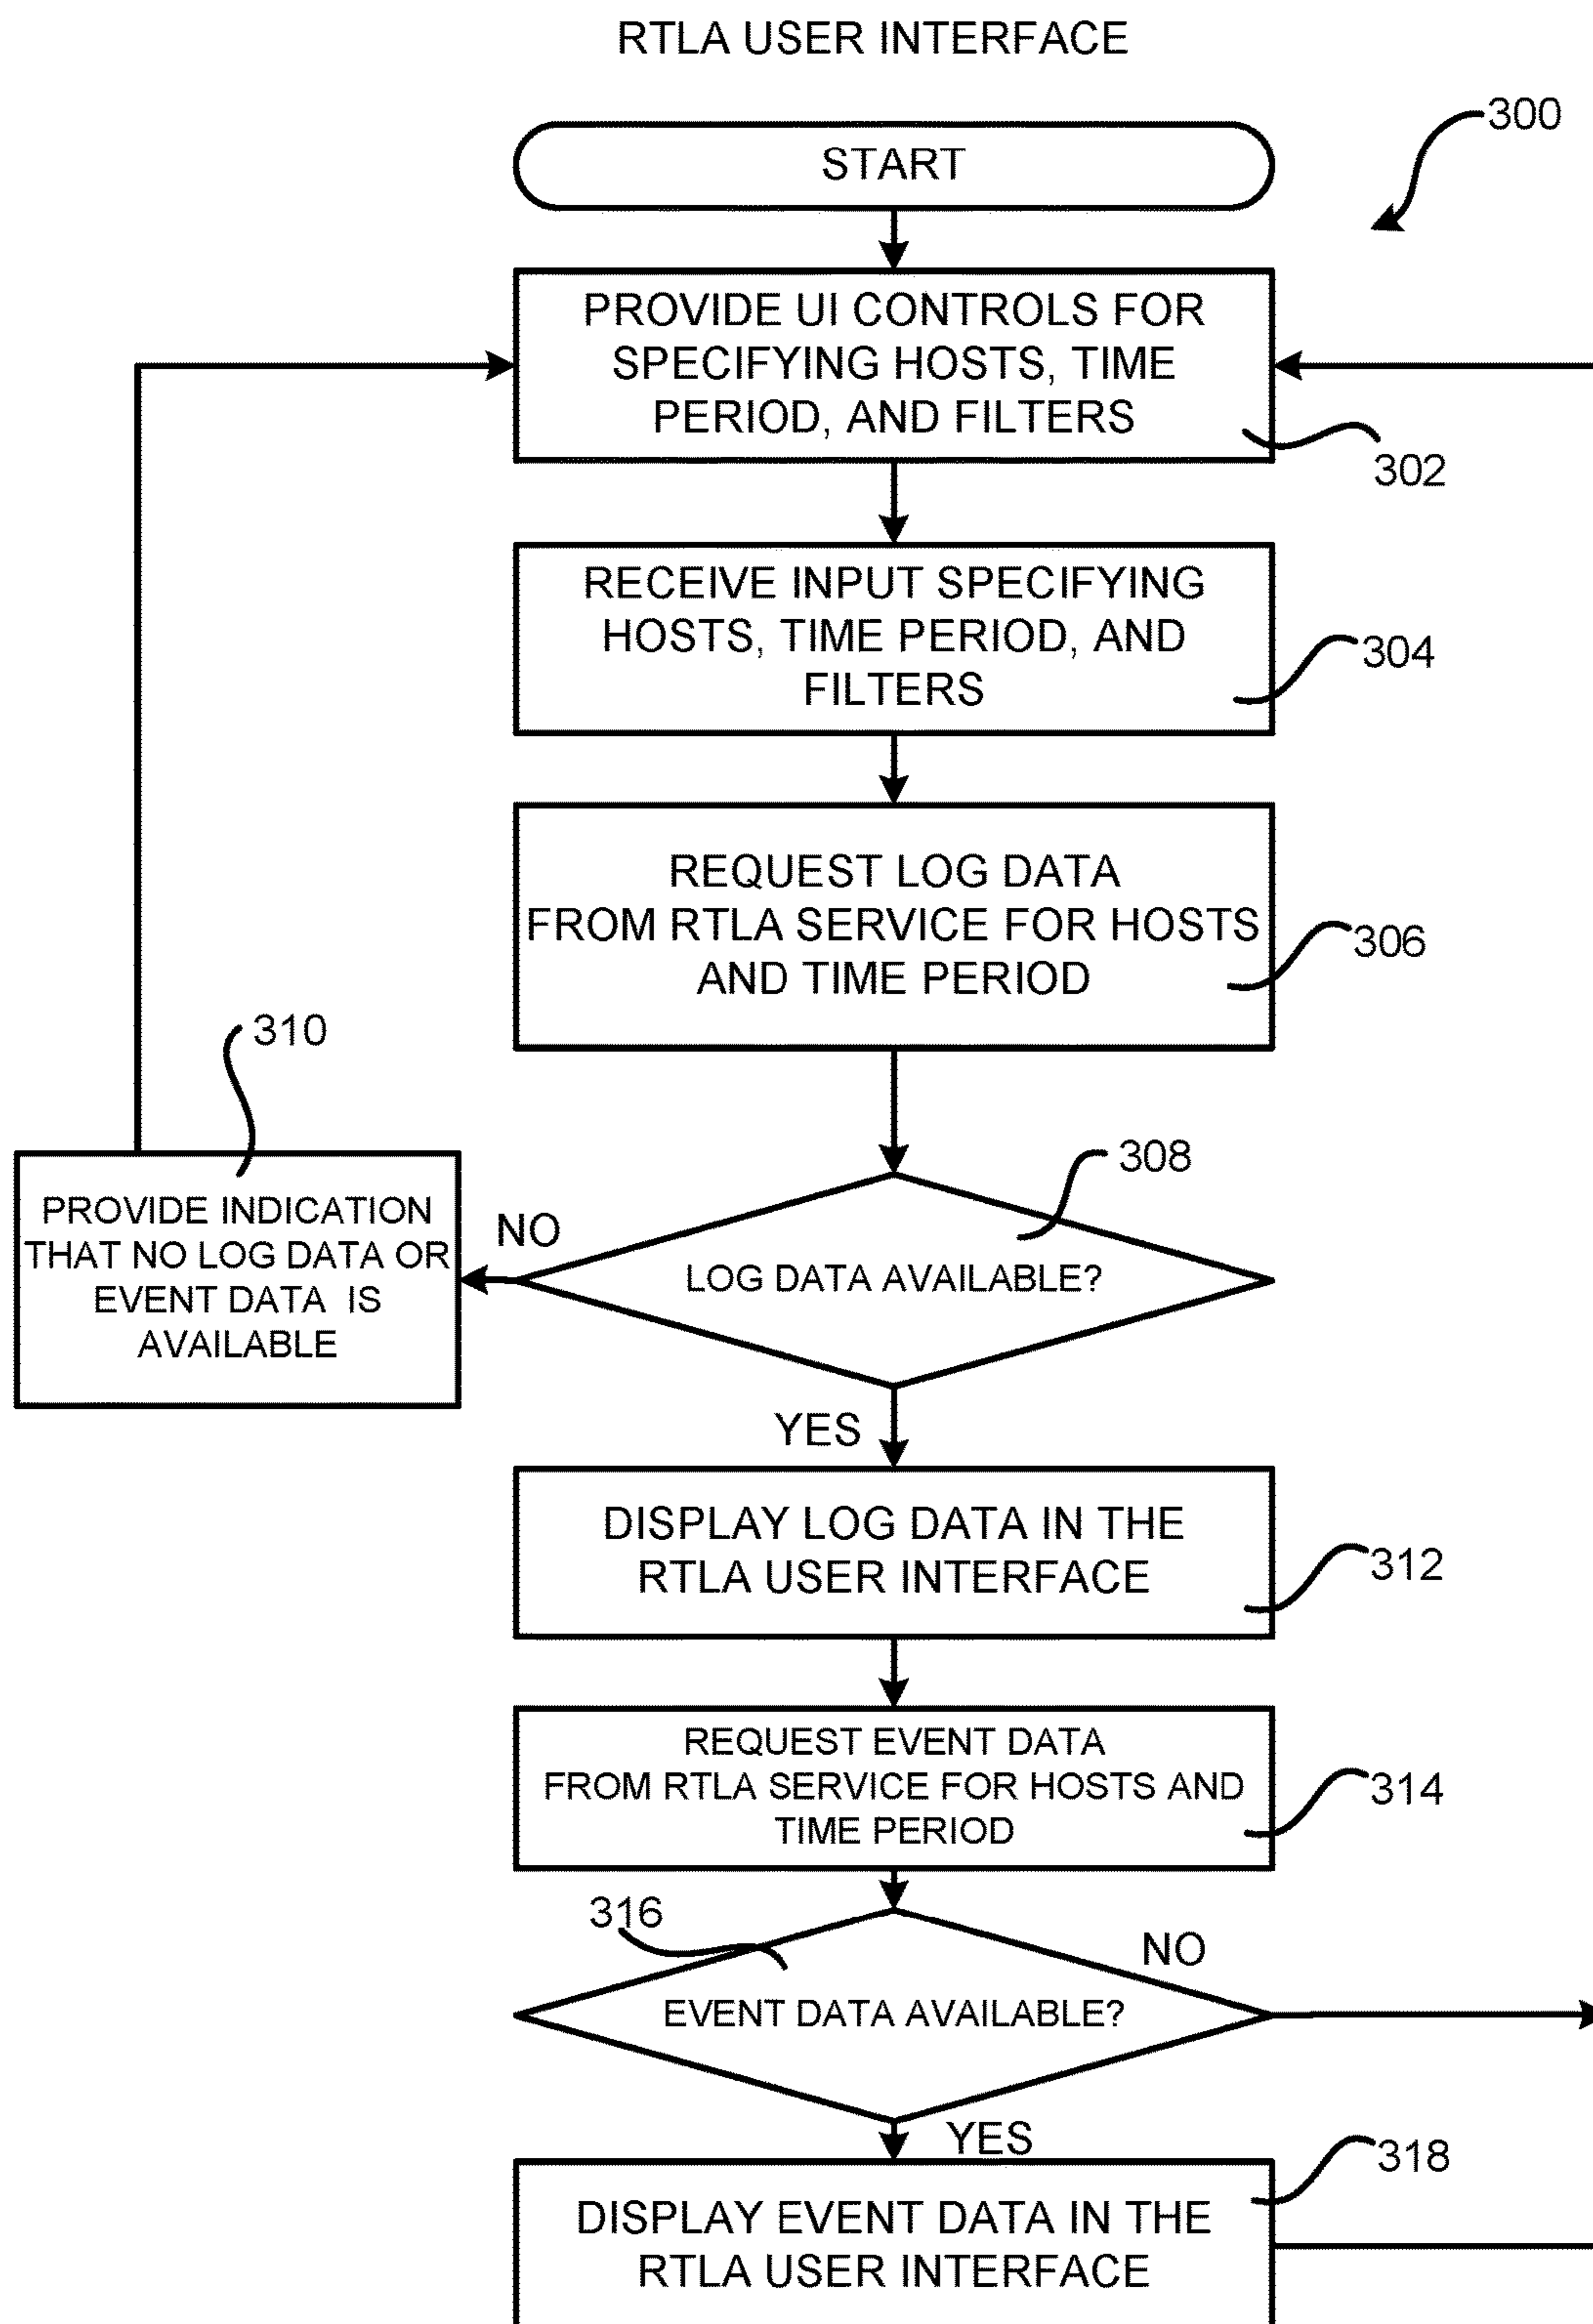 RTLA USER INTERFACE
300
START
PROVIDE UI CONTROLS FOR
SPECIFYING HOSTS, TIME
PERIOD, AND FILTERS
302
RECEIVE INPUT SPECIFYING
HOSTS, TIME PERIOD, AND
FILTERS
304
REQUEST LOG DATA
FROM RTLA SERVICE FOR HOSTS
AND TIME PERIOD
306
310
PROVIDE INDICATION
THAT NO LOG DATA OR
EVENT DATA IS
AVAILABLE
NO
308
LOG DATA AVAILABLE?
YES
DISPLAY LOG DATA IN THE
RTLA USER INTERFACE
312
REQUEST EVENT DATA
FROM RTLA SERVICE FOR HOSTS AND
TIME PERIOD
314
316
NO
EVENT DATA AVAILABLE?
YES
318
DISPLAY EVENT DATA IN THE
RTLA USER INTERFACE